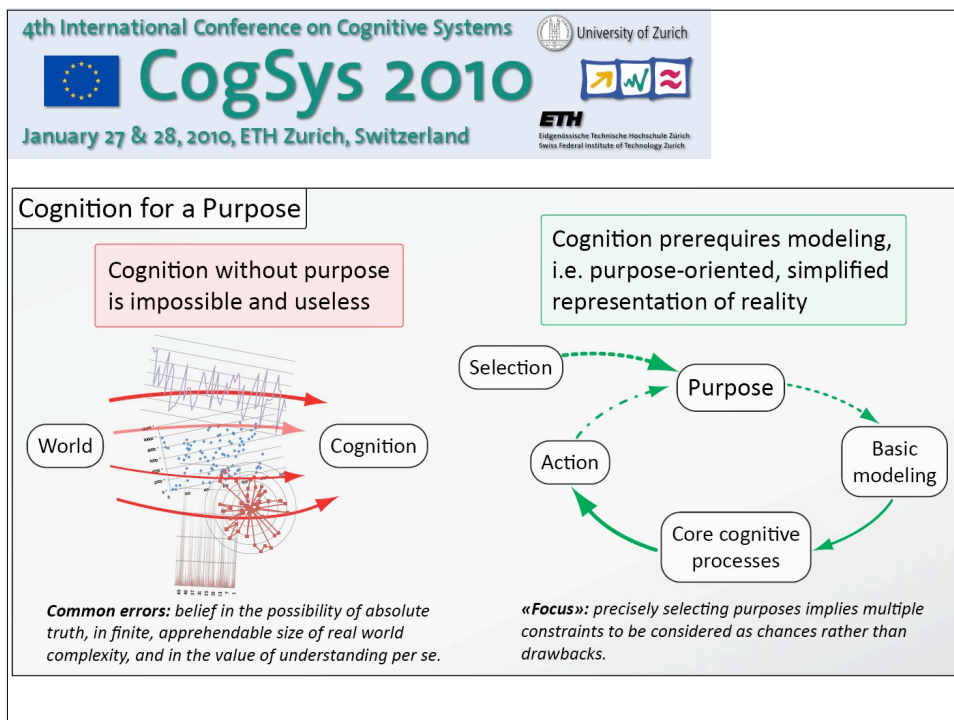 4th International Conference on Cognitive Systems
University of Zurich
CogSys 2010
ETH
Eidgenössische Technische Hochschule Zürich
Swiss Federal Institute of Technology Zurich
January 27 & 28, 2010, ETH Zurich, Switzerland
Cognition for a Purpose
Cognition without purpose
is impossible and useless
Cognition prerequires modeling,
i.e. purpose-oriented, simplified
representation of reality
World
Cognition
Selection
Purpose
Action
Basic
modeling
Core cognitive
processes
Common errors: belief in the possibility of absolute
truth, in finite, apprehendable size of real world
complexity, and in the value of understanding per se.
«Focus»: precisely selecting purposes implies multiple
constraints to be considered as chances rather than
drawbacks.